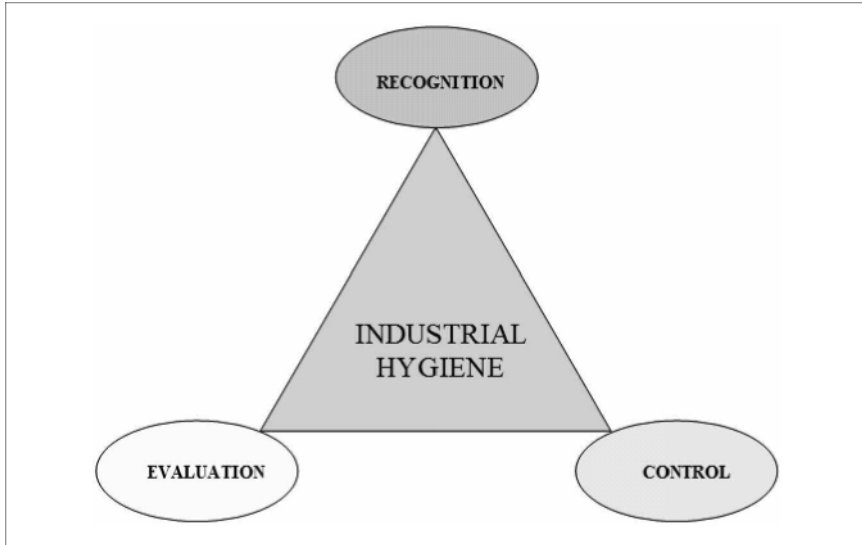 RECOGNITION
INDUSTRIAL
HYGIENE
EVALUATION
CONTROL